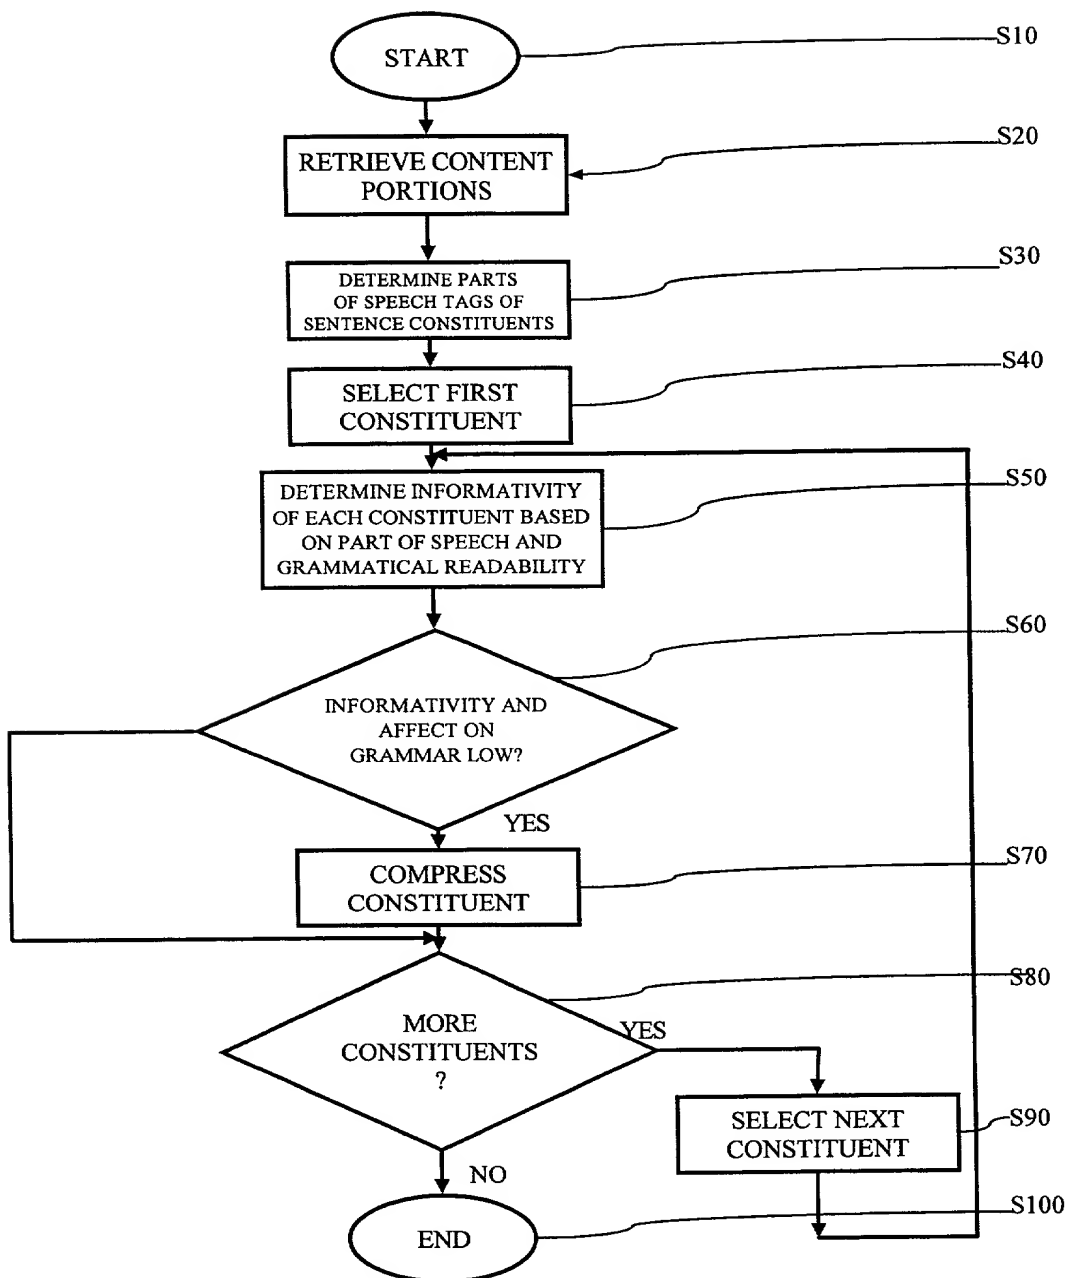 START
S10
RETRIEVE CONTENT
PORTIONS
S20
DETERMINE PARTS
OF SPEECH TAGS OF
SENTENCE CONSTITUENTS
S30
SELECT FIRST
CONSTITUENT
S40
DETERMINE INFORMATIVITY
OF EACH CONSTITUENT BASED
ON PART OF SPEECH AND
GRAMMATICAL READABILITY
S50
INFORMATIVITY AND
AFFECT ON
GRAMMAR LOW?
S60
YES
COMPRESS
CONSTITUENT
S70
MORE
CONSTITUENTS
?
S80
YES
SELECT NEXT
CONSTITUENT
S90
NO
END
S100